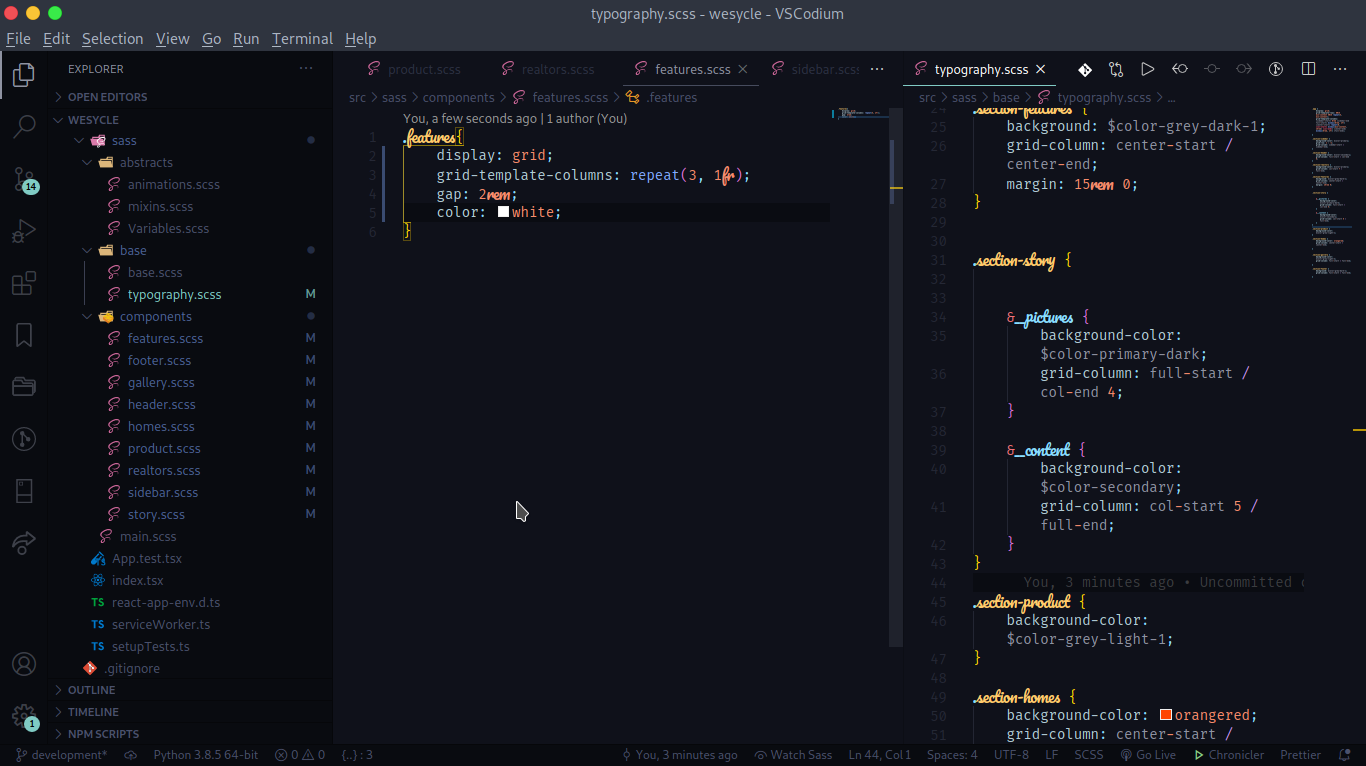 typography.scss - wesycle - VSCodium
File Edit Selection View Go Run Terminal Help
EXPLORER
OPEN EDITORS
WESYCLE
sass
abstracts
animations.scss
mixins.scss
Variables.scss
base
base.scss
typography.scss M
components
features.scss M
footer.scss M
gallery.scss M
header.scss M
homes.scss M
product.scss M
realtors.scss M
sidebar.scss M
story.scss M
main.scss
App.test.tsx
index.tsx
TS react-app-env.d.ts
TS serviceWorker.ts
TS setupTests.ts
.gitignore
OUTLINE
TIMELINE
NPM SCRIPTS
14
1
product.scss realtors.scss features.scss sidebar.scss
src > sass > components > features.scss > .features
You, a few seconds ago | 1 author (You)
1 .features{
2 display: grid;
3 grid-template-columns: repeat(3, 1fr);
4 gap: 2rem;
5 color: white;
6 }
typography.scss
src > sass > base > typography.scss > ...
24 .section-features {
25 background: $color-grey-dark-1;
26 grid-column: center-start /
center-end;
27 margin: 15rem 0;
28 }
29
30
31 .section-story {
32
33
34 &__pictures {
35 background-color:
$color-primary-dark;
36 grid-column: full-start /
col-end 4;
37 }
38
39 &__content {
40 background-color:
$color-secondary;
41 grid-column: col-start 5 /
full-end;
42 }
43 }
44 You, 3 minutes ago • Uncommitted
45 .section-product {
46 background-color:
$color-grey-light-1;
47 }
48
49 .section-homes {
50 background-color: orangered;
51 grid-column: center-start /
development* Python 3.8.5 64-bit 0 0 {..} : 3 You, 3 minutes ago Watch Sass Ln 44, Col 1 Spaces: 4 UTF-8 LF SCSS Go Live Chronicler Prettier